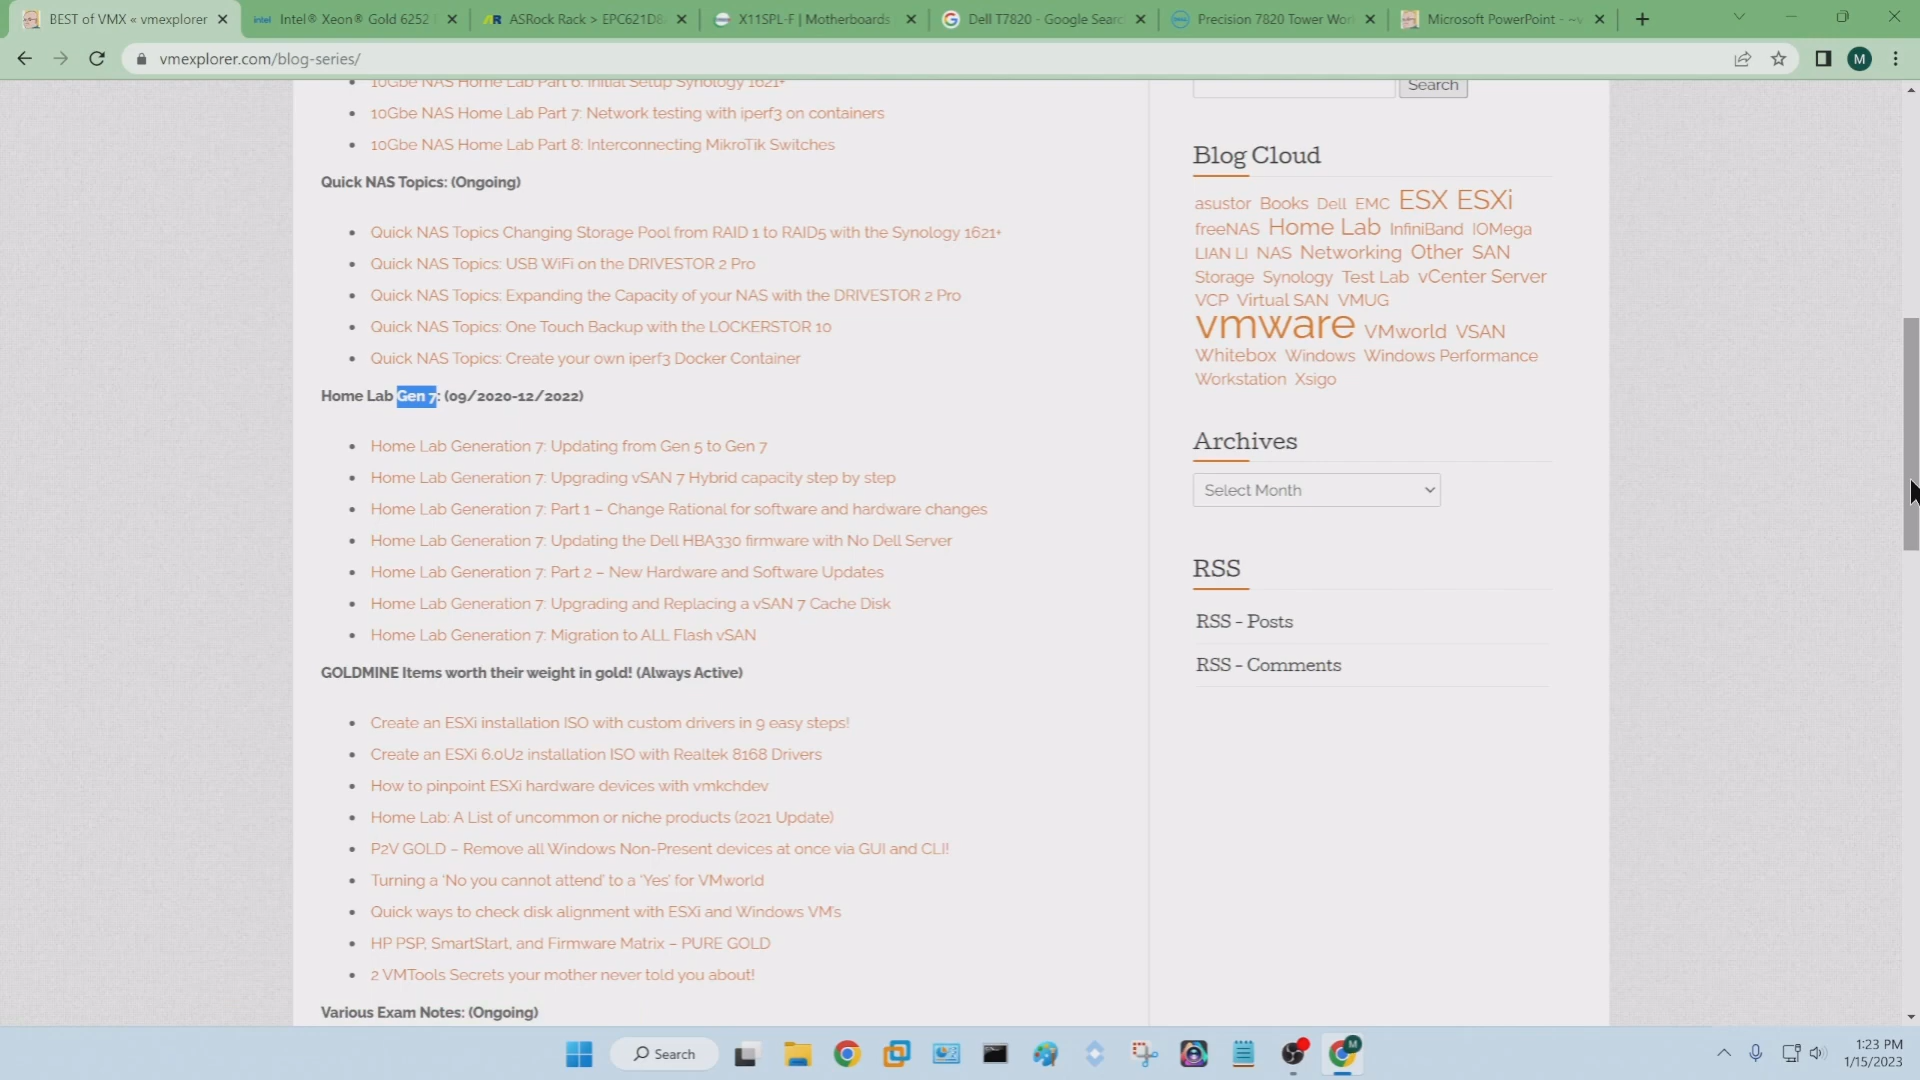 BEST of VMX « vmexplorer
Intel® Xeon® Gold 6252
ASRock Rack > EPC621D8
X11SPL-F | Motherboards
Dell T7820 - Google Searc
Precision 7820 Tower Wor
Microsoft PowerPoint - ~v
vmexplorer.com/blog-series/
M
10Gbe NAS Home Lab Part 6: Initial Setup Synology 1621+
10Gbe NAS Home Lab Part 7: Network testing with iperf3 on containers
10Gbe NAS Home Lab Part 8: Interconnecting MikroTik Switches
Quick NAS Topics: (Ongoing)
Quick NAS Topics Changing Storage Pool from RAID 1 to RAID5 with the Synology 1621+
Quick NAS Topics: USB WiFi on the DRIVESTOR 2 Pro
Quick NAS Topics: Expanding the Capacity of your NAS with the DRIVESTOR 2 Pro
Quick NAS Topics: One Touch Backup with the LOCKERSTOR 10
Quick NAS Topics: Create your own iperf3 Docker Container
Home Lab Gen 7: (09/2020-12/2022)
Home Lab Generation 7: Updating from Gen 5 to Gen 7
Home Lab Generation 7: Upgrading vSAN 7 Hybrid capacity step by step
Home Lab Generation 7: Part 1 – Change Rational for software and hardware changes
Home Lab Generation 7: Updating the Dell HBA330 firmware with No Dell Server
Home Lab Generation 7: Part 2 – New Hardware and Software Updates
Home Lab Generation 7: Upgrading and Replacing a vSAN 7 Cache Disk
Home Lab Generation 7: Migration to ALL Flash vSAN
GOLDMINE Items worth their weight in gold! (Always Active)
Create an ESXi installation ISO with custom drivers in 9 easy steps!
Create an ESXi 6.0U2 installation ISO with Realtek 8168 Drivers
How to pinpoint ESXi hardware devices with vmkchdev
Home Lab: A List of uncommon or niche products (2021 Update)
P2V GOLD – Remove all Windows Non-Present devices at once via GUI and CLI!
Turning a ‘No you cannot attend’ to a ‘Yes’ for VMworld
Quick ways to check disk alignment with ESXi and Windows VM's
HP PSP, SmartStart, and Firmware Matrix – PURE GOLD
2 VMTools Secrets your mother never told you about!
Various Exam Notes: (Ongoing)
Search
Blog Cloud
asustor Books Dell EMC ESX ESXi
freeNAS Home Lab InfiniBand IOMega
LIAN LI NAS Networking Other SAN
Storage Synology Test Lab vCenter Server
VCP Virtual SAN VMUG
vmware VMworld VSAN
Whitebox Windows Windows Performance
Workstation Xsigo
Archives
Select Month
RSS
RSS - Posts
RSS - Comments
Search
1:23 PM
1/15/2023